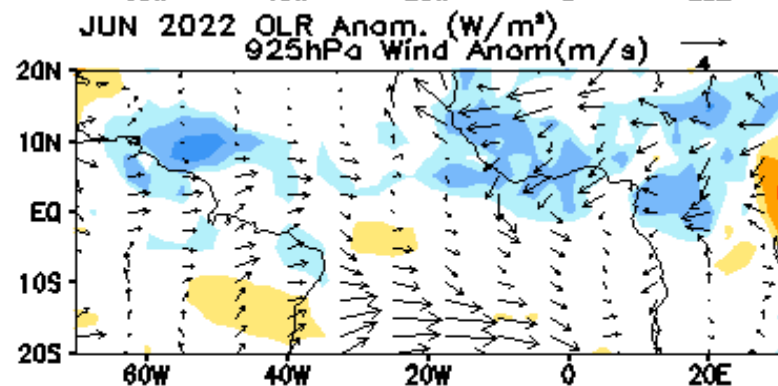 JUN 2022 OLR Anom. (W/m²)
925hPa Wind Anom(m/s)
4
20N
10N
EQ
10S
20S
60W 40W 20W 0 20E